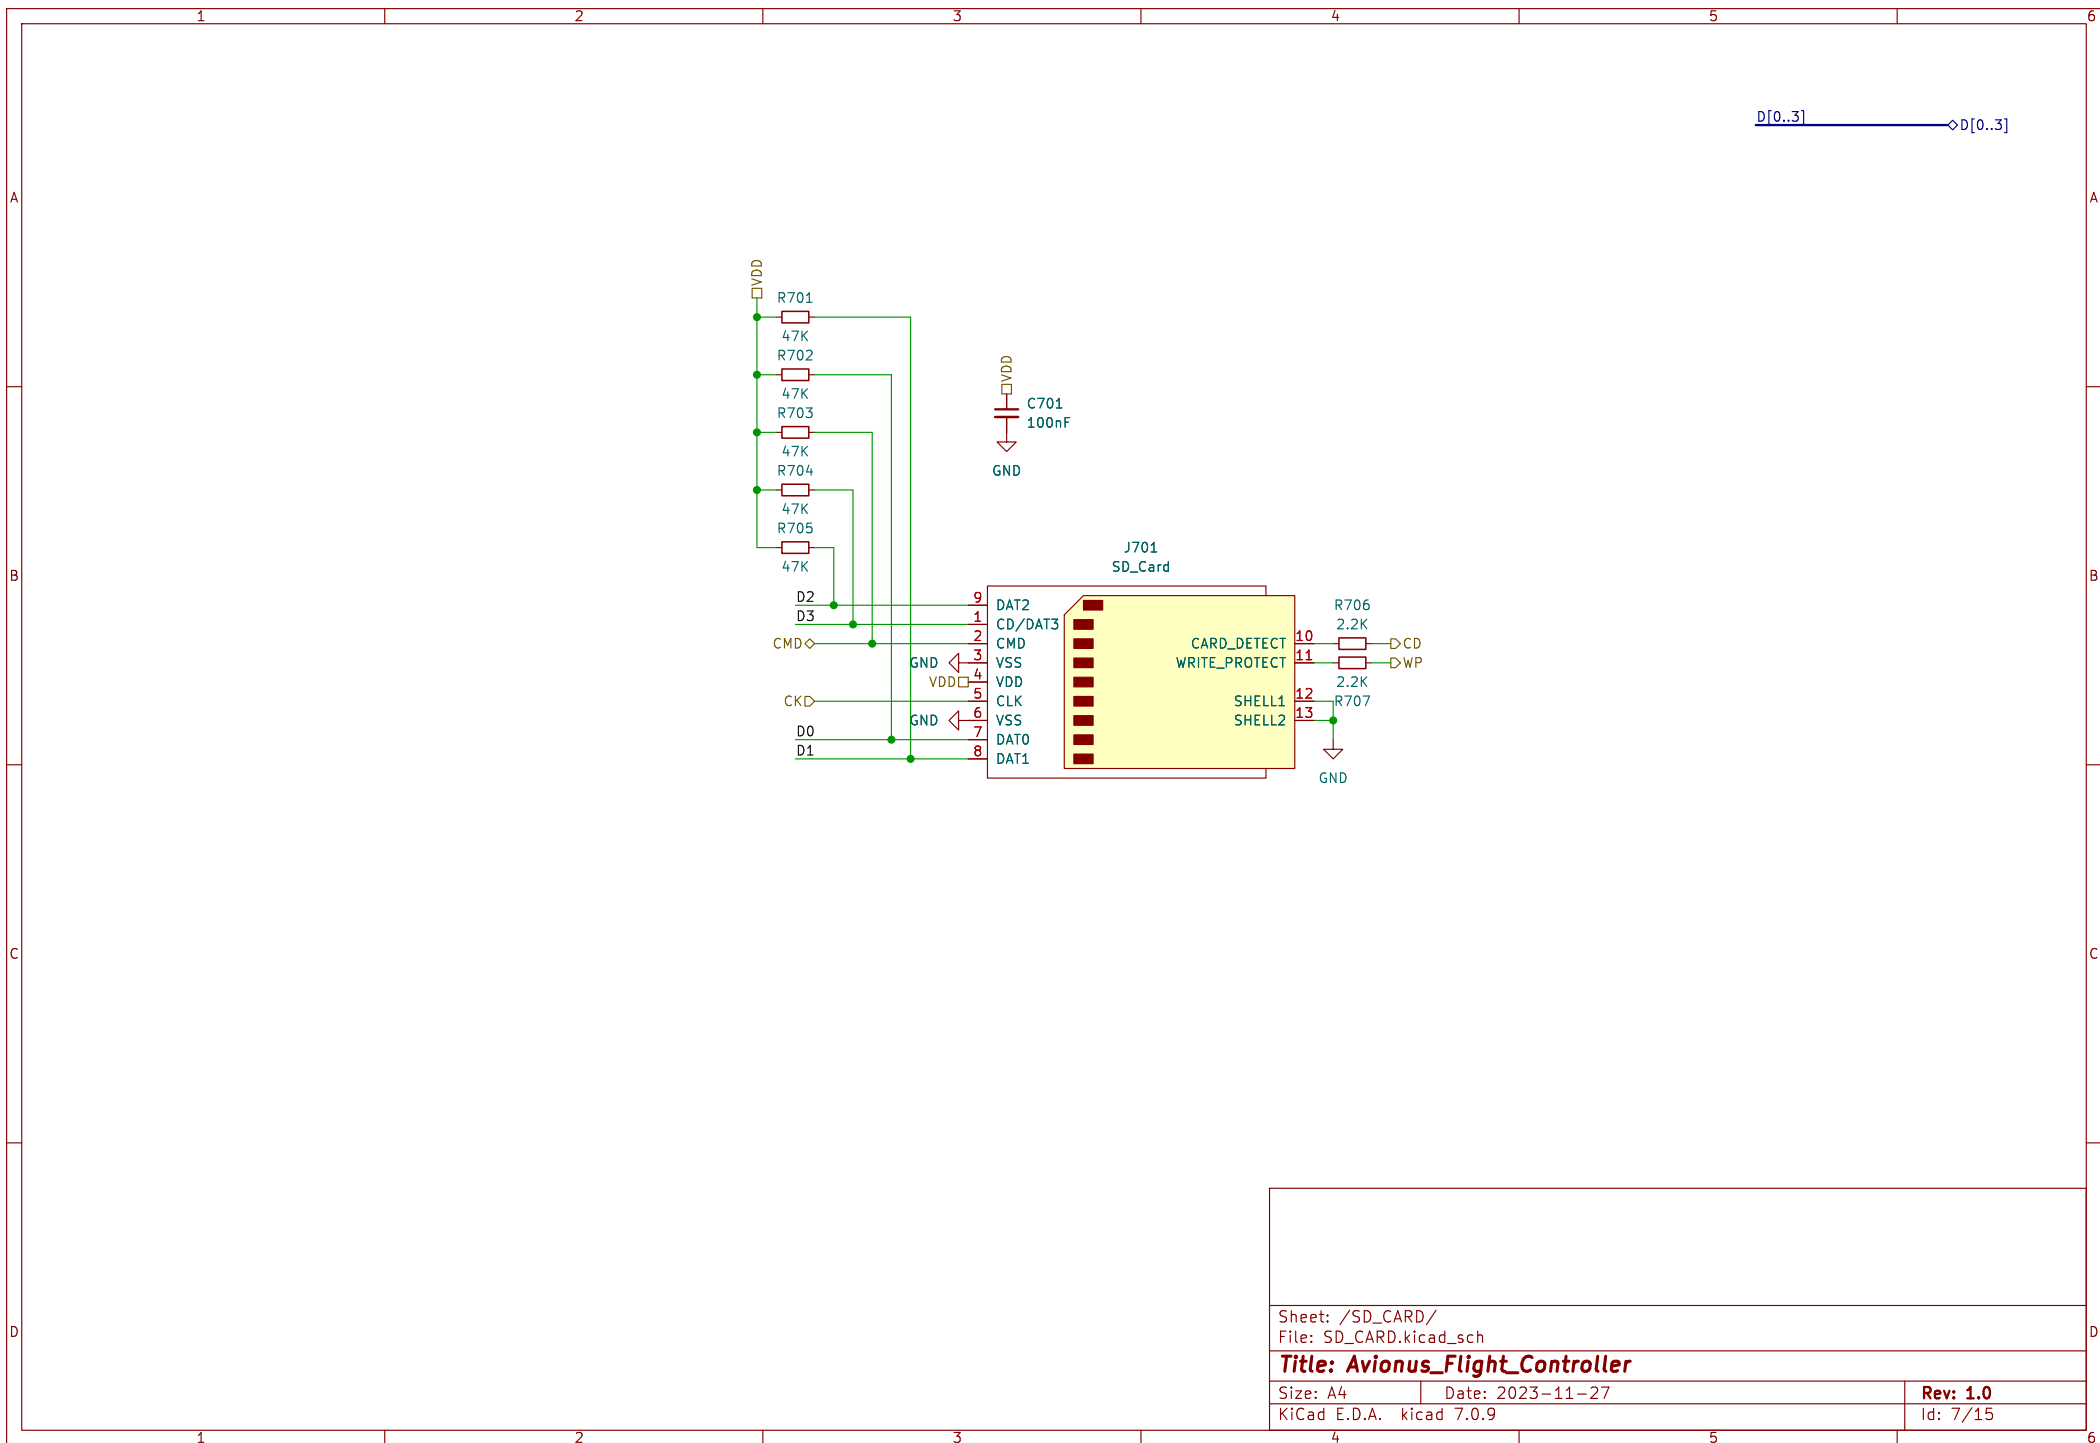 1 2 3 4 5 6
D[0..3] D[0..3]
A A
VDD
R701
47K
R702
47K
R703
47K
R704
47K
R705
47K
VDD
C701
100nF
GND
J701
SD_Card
B B
D2 9 DAT2
D3 1 CD/DAT3
CMD 2 CMD
GND 3 VSS
VDD 4 VDD
CK 5 CLK
GND 6 VSS
D0 7 DAT0
D1 8 DAT1
R706
2.2K
CARD_DETECT 10 CD
WRITE_PROTECT 11 WP
2.2K
SHELL1 12 R707
SHELL2 13
GND
C C
D D
Sheet: /SD_CARD/
File: SD_CARD.kicad_sch
Title: Avionus_Flight_Controller
Size: A4 Date: 2023-11-27 Rev: 1.0
KiCad E.D.A. kicad 7.0.9 Id: 7/15
1 2 3 4 5 6